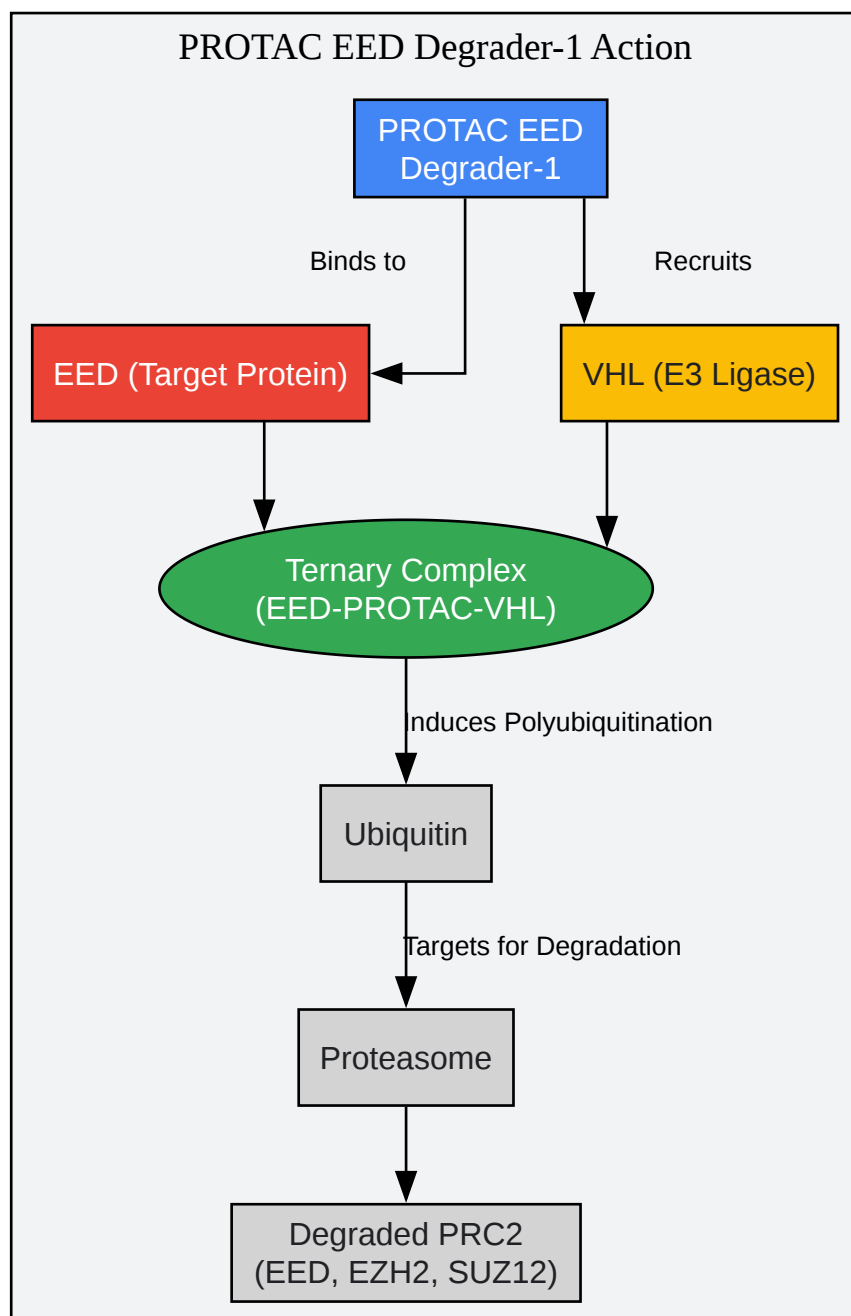 PROTAC EED Degrader-1 Action
PROTAC EED
Degrader-1
Binds to
Recruits
EED (Target Protein)
VHL (E3 Ligase)
Ternary Complex
(EED-PROTAC-VHL)
Induces Polyubiquitination
Ubiquitin
Targets for Degradation
Proteasome
Degraded PRC2
(EED, EZH2, SUZ12)